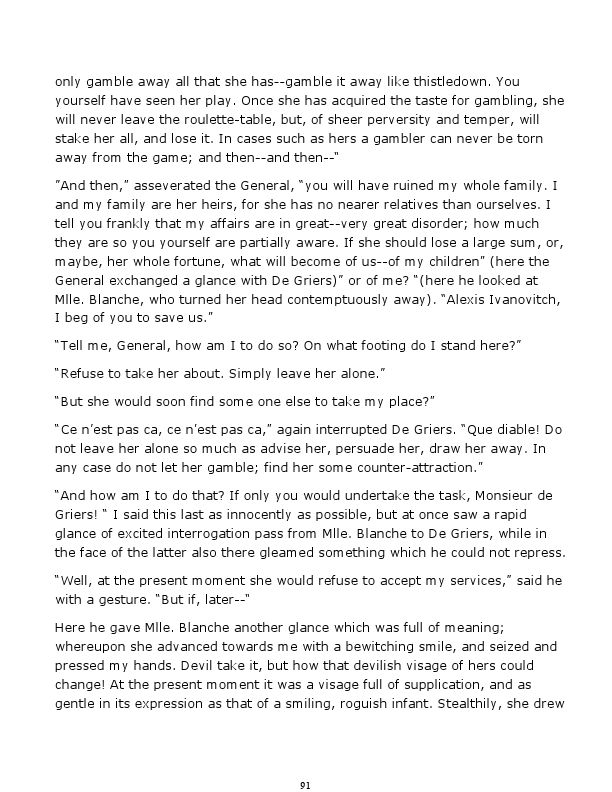 only gamble away all that she has--gamble it away like thistledown. You
yourself have seen her play. Once she has acquired the taste for gambling, she
will never leave the roulette-table, but, of sheer perversity and temper, will
stake her all, and lose it. In cases such as hers a gambler can never be torn
away from the game; and then--and then--“
”And then,” asseverated the General, “you will have ruined my whole family. I
and my family are her heirs, for she has no nearer relatives than ourselves. I
tell you frankly that my affairs are in great--very great disorder; how much
they are so you yourself are partially aware. If she should lose a large sum, or,
maybe, her whole fortune, what will become of us--of my children” (here the
General exchanged a glance with De Griers)” or of me? “(here he looked at
Mlle. Blanche, who turned her head contemptuously away). “Alexis Ivanovitch,
I beg of you to save us.”
“Tell me, General, how am I to do so? On what footing do I stand here?”
“Refuse to take her about. Simply leave her alone.”
“But she would soon find some one else to take my place?”
“Ce n’est pas ca, ce n’est pas ca,” again interrupted De Griers. “Que diable! Do
not leave her alone so much as advise her, persuade her, draw her away. In
any case do not let her gamble; find her some counter-attraction.”
“And how am I to do that? If only you would undertake the task, Monsieur de
Griers! “ I said this last as innocently as possible, but at once saw a rapid
glance of excited interrogation pass from Mlle. Blanche to De Griers, while in
the face of the latter also there gleamed something which he could not repress.
“Well, at the present moment she would refuse to accept my services,” said he
with a gesture. “But if, later--“
Here he gave Mlle. Blanche another glance which was full of meaning;
whereupon she advanced towards me with a bewitching smile, and seized and
pressed my hands. Devil take it, but how that devilish visage of hers could
change! At the present moment it was a visage full of supplication, and as
gentle in its expression as that of a smiling, roguish infant. Stealthily, she drew
91